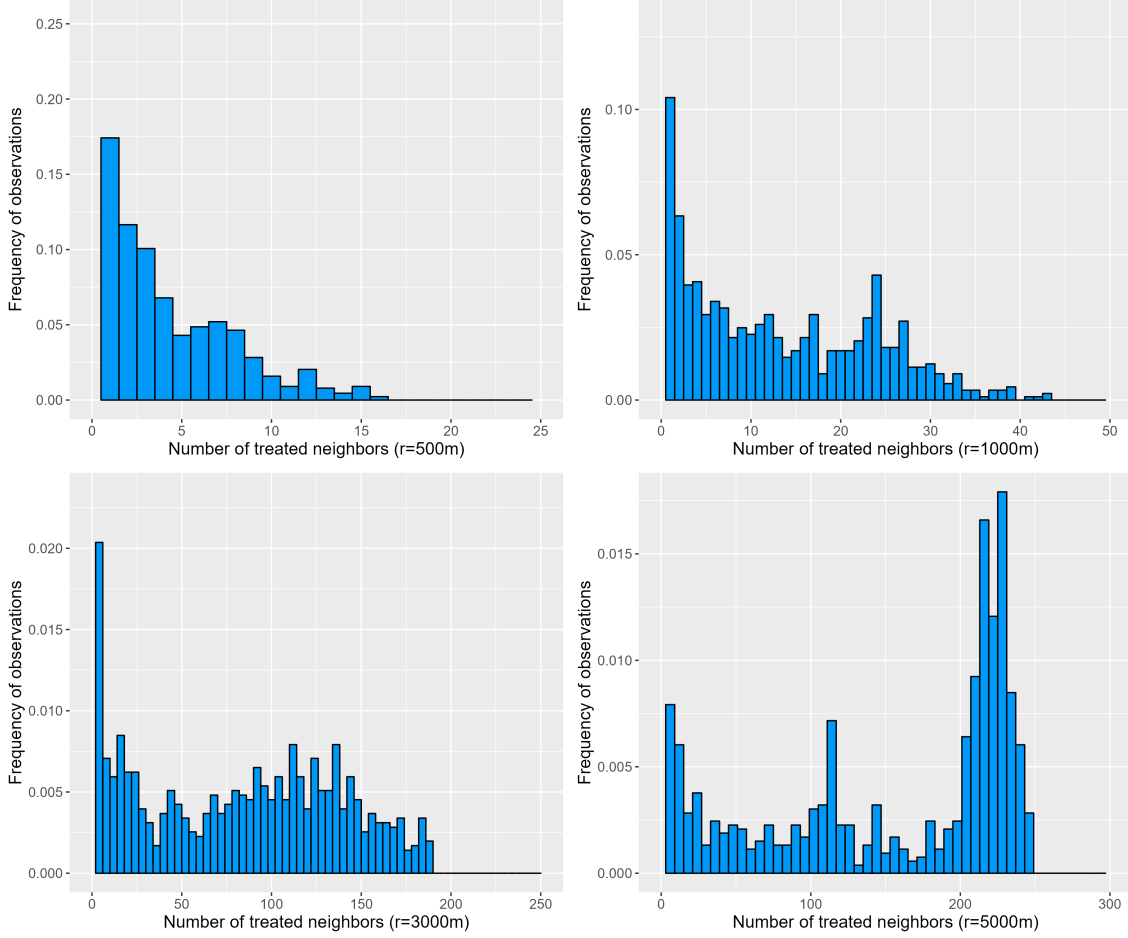 Frequency of observations
0.25
0.20
0.15
0.10
0.05
0.00
0 5 10 15 20 25
Number of treated neighbors (r=500m)
Frequency of observations
0.10
0.05
0.00
0 10 20 30 40 50
Number of treated neighbors (r=1000m)
Frequency of observations
0.020
0.015
0.010
0.005
0.000
0 50 100 150 200 250
Number of treated neighbors (r=3000m)
Frequency of observations
0.015
0.010
0.005
0.000
0 100 200 300
Number of treated neighbors (r=5000m)